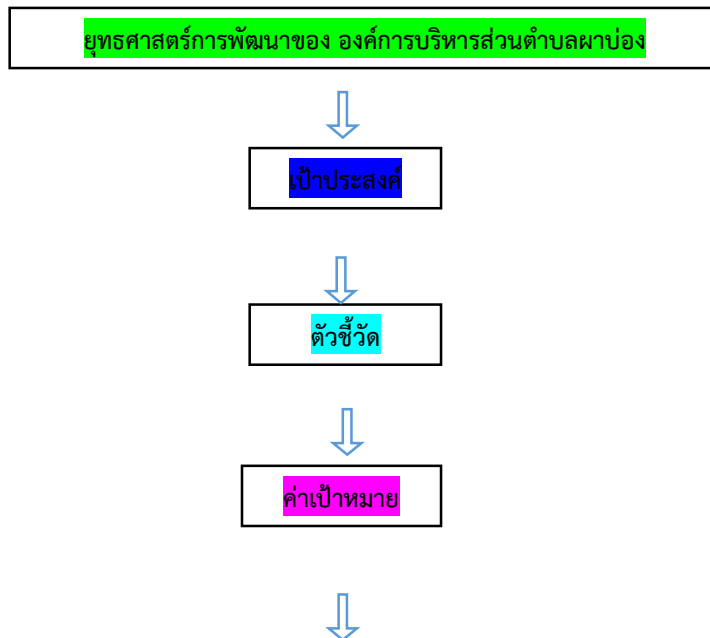 ยุทธศาสตร์การพัฒนาของ องค์การบริหารส่วนตำบลผาบ่อง
เป้าประสงค์
ตัวชี้วัด
ค่าเป้าหมาย